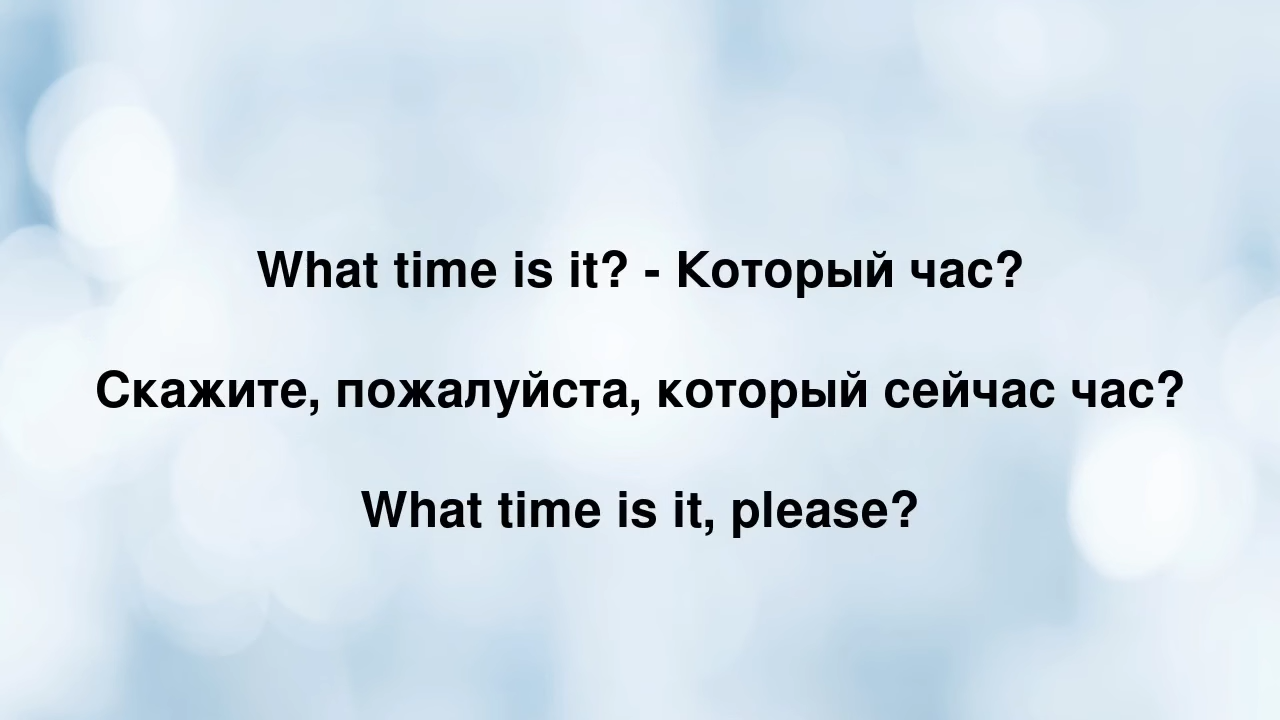 What time is it? - Который час?
Скажите, пожалуйста, который сейчас час?
What time is it, please?